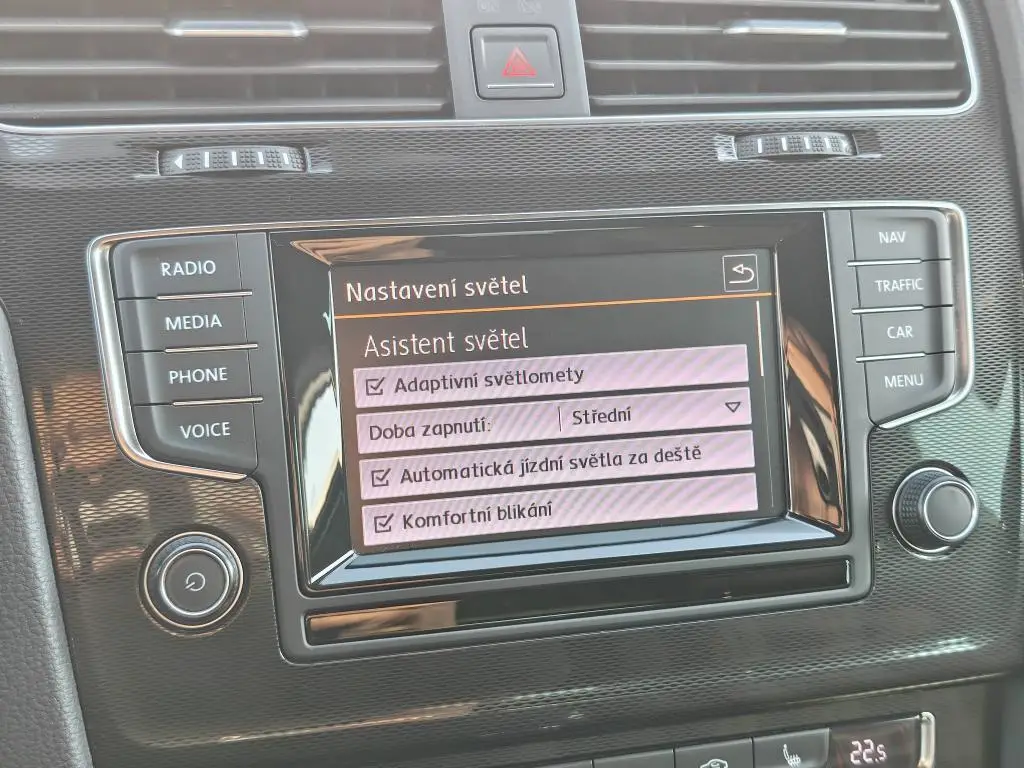 RADIO
MEDIA
PHONE
VOICE
Nastavení světel
Asistent světel
Adaptivní světlomety
Doba zapnutí: Střední
Automatická jízdní světla za deště
Komfortní blikání
NAV
TRAFFIC
CAR
MENU
22.5